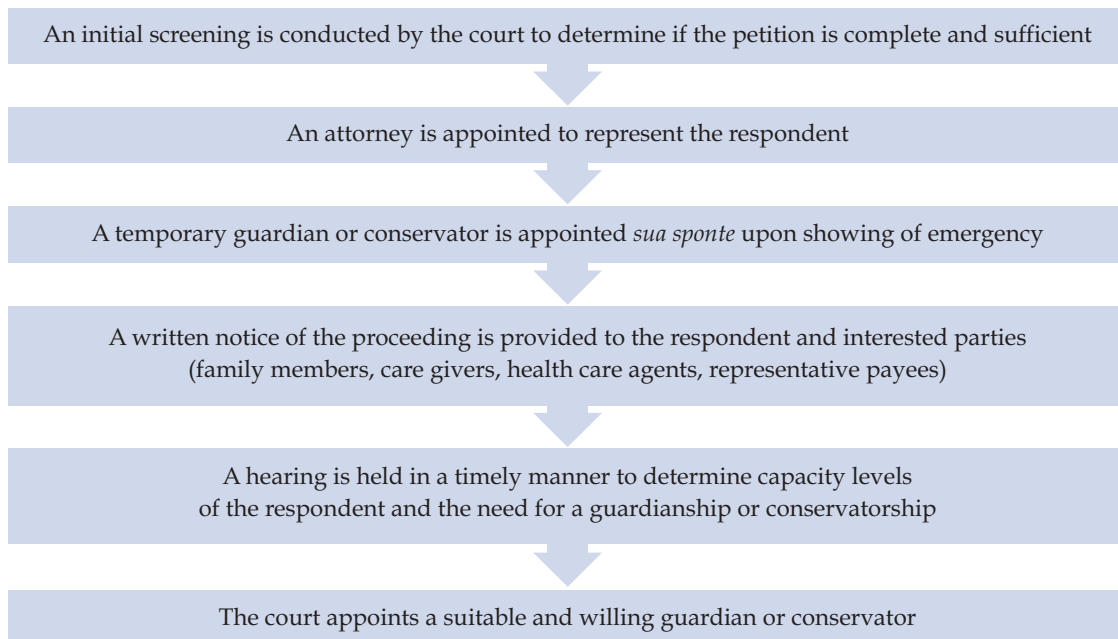 An initial screening is conducted by the court to determine if the petition is complete and sufficient
An attorney is appointed to represent the respondent
A temporary guardian or conservator is appointed sua sponte upon showing of emergency
A written notice of the proceeding is provided to the respondent and interested parties
(family members, care givers, health care agents, representative payees)
A hearing is held in a timely manner to determine capacity levels
of the respondent and the need for a guardianship or conservatorship
The court appoints a suitable and willing guardian or conservator